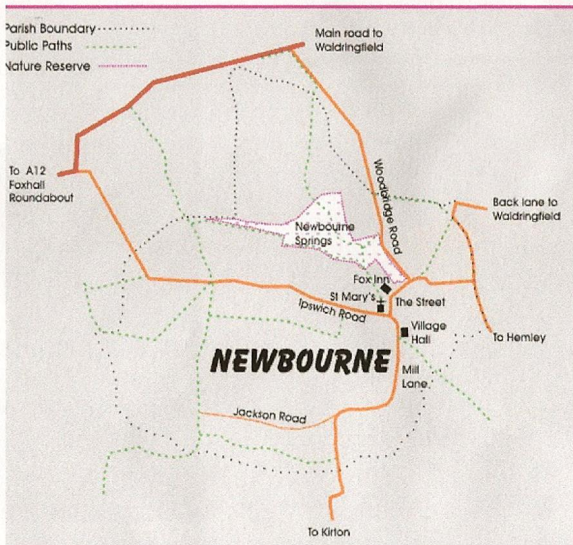 Parish Boundary
Public Paths
Nature Reserve
Main road to
Waldringfield
To A12
Foxhall
Roundabout
Woodbridge Road
Back lane to
Waldringfield
Newbourne
Springs
Fox Inn
St Mary's
The Street
Ipswich Road
Village
Hall
To Hemley
NEWBOURNE
Mill
Lane
Jackson Road
To Kirton